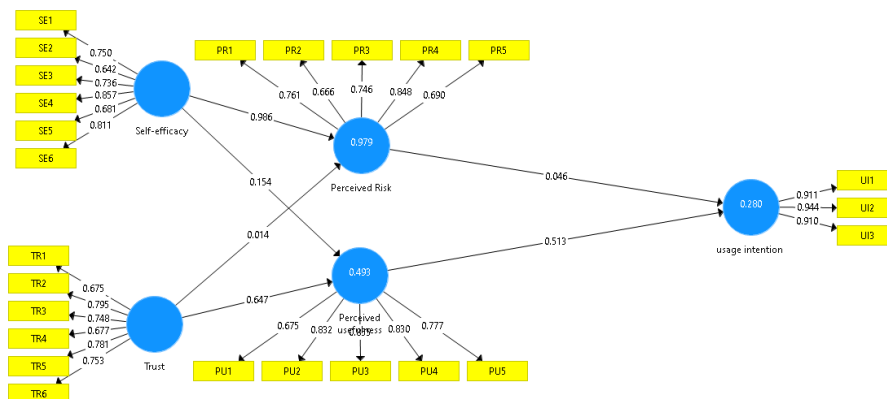 SE1
SE2
SE3
SE4
SE5
SE6
0.750
0.642
0.736
0.857
0.681
0.811
Self-efficacy
PR1
PR2
PR3
PR4
PR5
0.761
0.666
0.746
0.848
0.690
0.986
0.979
Perceived Risk
0.154
0.014
0.046
0.513
0.280
usage intention
0.911
0.944
0.910
UI1
UI2
UI3
TR1
TR2
TR3
TR4
TR5
TR6
0.675
0.795
0.748
0.677
0.781
0.753
Trust
0.647
0.493
Perceived
usefulness
0.675
0.832
0.830
0.777
PU1
PU2
PU3
PU4
PU5